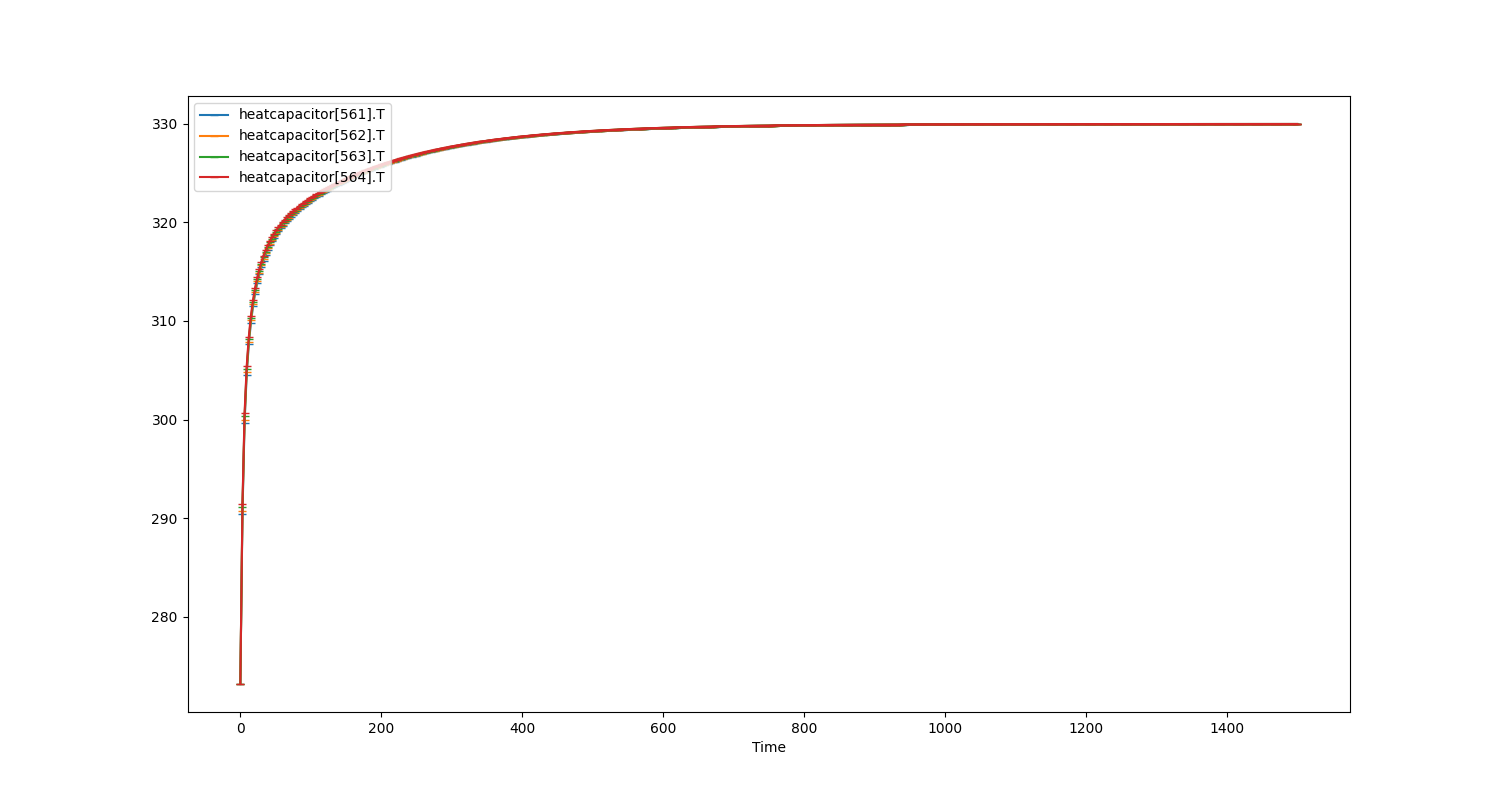 heatcapacitor[561].T
heatcapacitor[562].T
heatcapacitor[563].T
heatcapacitor[564].T
330
320
310
300
290
280
0 200 400 600 800 1000 1200 1400
Time